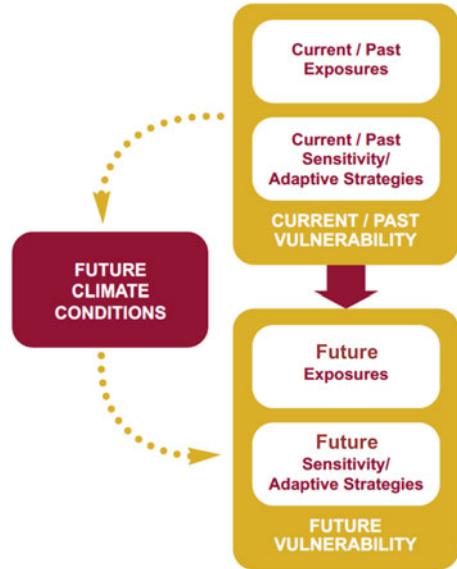 Current / Past
Exposures
Current / Past
Sensitivity/
Adaptive Strategies
CURRENT / PAST
VULNERABILITY
FUTURE
CLIMATE
CONDITIONS
Future
Exposures
Future
Sensitivity/
Adaptive Strategies
FUTURE
VULNERABILITY